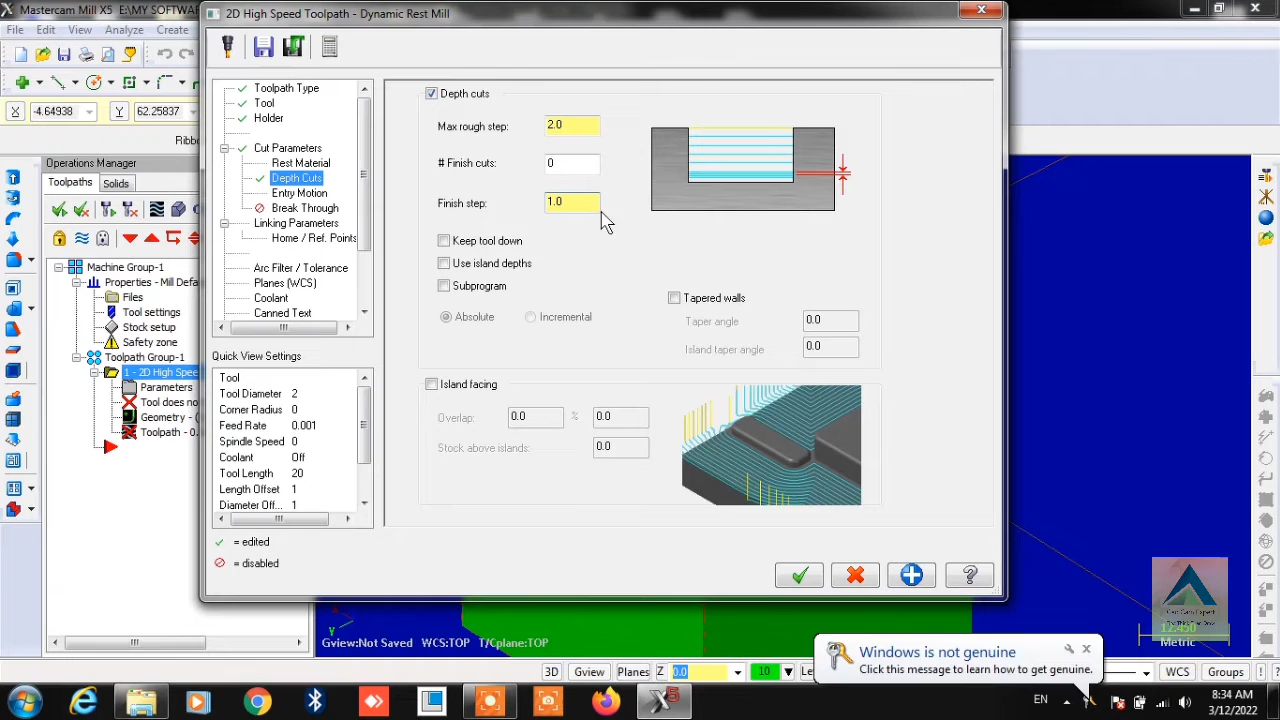 Mastercam Mill X5 E:\MY SOFTWA
2D High Speed Toolpath - Dynamic Rest Mill
File Edit View Analyze Create
X -4.64938 Y 62.25837
Ribb
Operations Manager
Toolpaths Solids
Machine Group-1
Properties - Mill Defa
Files
Tool settings
Stock setup
Safety zone
Toolpath Group-1
1 - 2D High Spee
Parameters
Tool does no
Geometry - (
Toolpath - 0.
Toolpath Type
Tool
Holder
Cut Parameters
Rest Material
Depth Cuts
Entry Motion
Break Through
Linking Parameters
Home / Ref. Points
Arc Filter / Tolerance
Planes (WCS)
Coolant
Canned Text
Quick View Settings
Tool
Tool Diameter 2
Corner Radius 0
Feed Rate 0.001
Spindle Speed 0
Coolant Off
Tool Length 20
Length Offset 1
Diameter Off... 1
= edited
= disabled
Depth cuts
Max rough step: 2.0
# Finish cuts: 0
Finish step: 1.0
Keep tool down
Use island depths
Subprogram
Absolute Incremental
Tapered walls
Taper angle 0.0
Island taper angle 0.0
Island facing
Overlap: 0.0 % 0.0
Stock above islands: 0.0
Gview:Not Saved WCS:TOP T/Cplane:TOP
12.450
Metric
Windows is not genuine
Click this message to learn how to get genuine.
3D Gview Planes Z 0.0 10 WCS Groups ?
EN
8:34 AM
3/12/2022